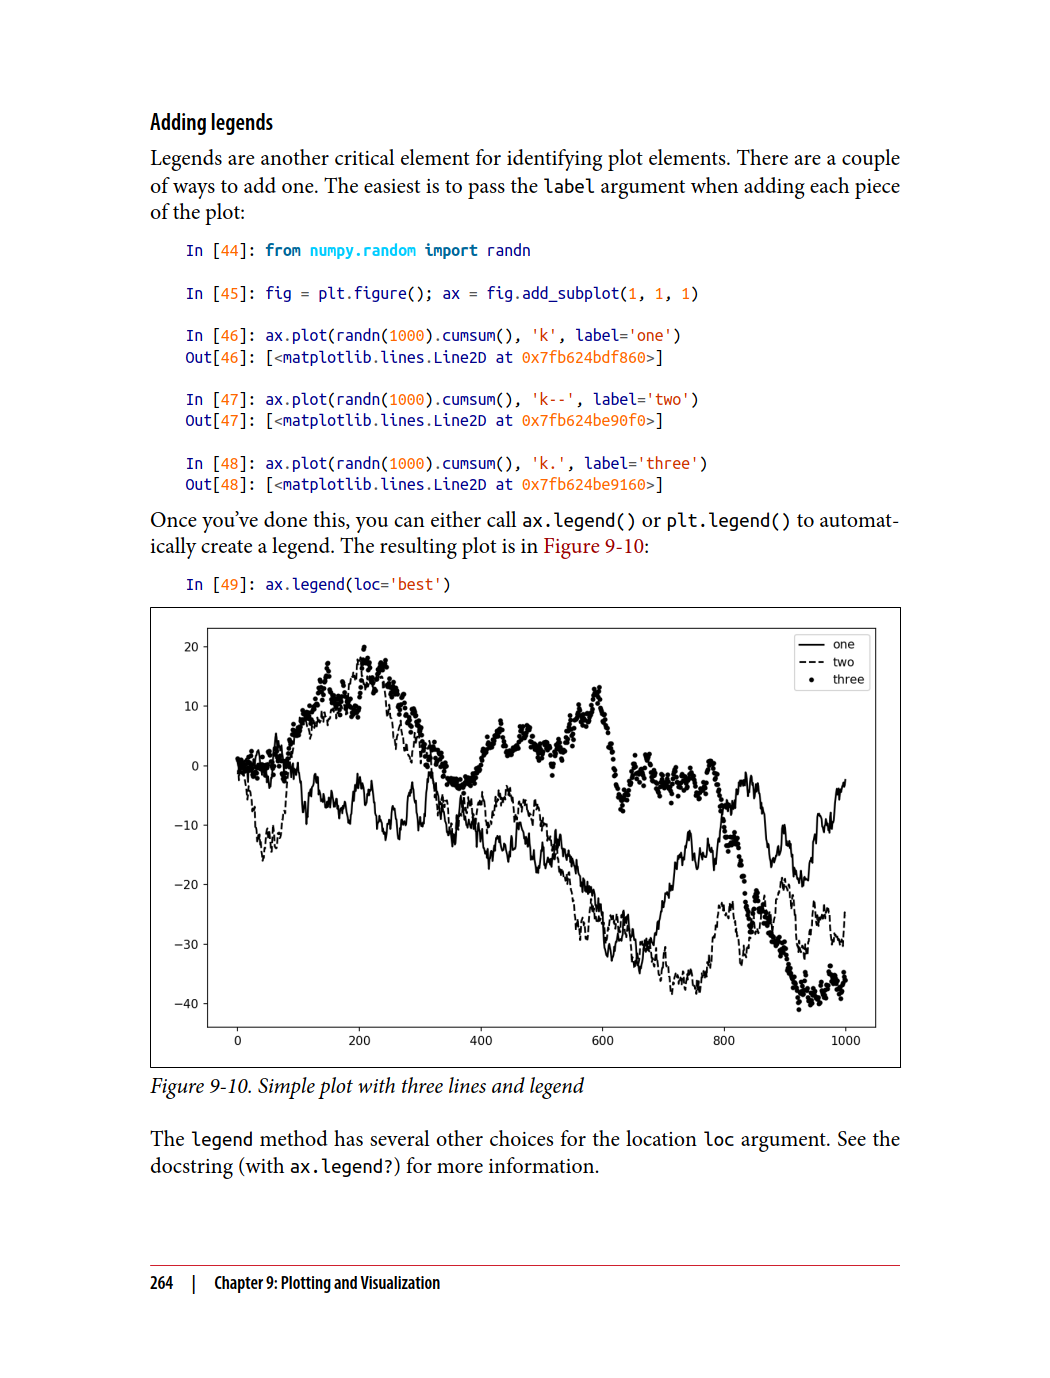 Adding legends
Legends are another critical element for identifying plot elements. There are a couple
of ways to add one. The easiest is to pass the label argument when adding each piece
of the plot:
In [44]: from numpy.random import randn
In [45]: fig = plt.figure(); ax = fig.add_subplot(1, 1, 1)
In [46]: ax.plot(randn(1000).cumsum(), 'k', label='one')
Out[46]: [<matplotlib.lines.Line2D at 0x7fb624bdf860>]
In [47]: ax.plot(randn(1000).cumsum(), 'k--', label='two')
Out[47]: [<matplotlib.lines.Line2D at 0x7fb624be90f0>]
In [48]: ax.plot(randn(1000).cumsum(), 'k.', label='three')
Out[48]: [<matplotlib.lines.Line2D at 0x7fb624be9160>]
Once you’ve done this, you can either call ax.legend() or plt.legend() to automat-
ically create a legend. The resulting plot is in Figure 9-10:
In [49]: ax.legend(loc='best')
one
two
three
20
10
0
−10
−20
−30
−40
0 200 400 600 800 1000
Figure 9-10. Simple plot with three lines and legend
The legend method has several other choices for the location loc argument. See the
docstring (with ax.legend?) for more information.
264 | Chapter 9: Plotting and Visualization